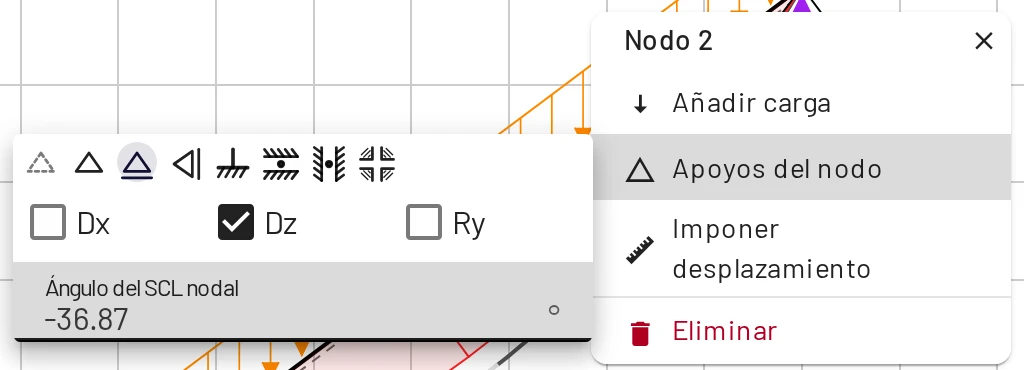 Nodo 2
Añadir carga
Apoyos del nodo
Dx
Dz
Ry
Imponer
desplazamiento
Ángulo del SCL nodal
-36.87
°
Eliminar